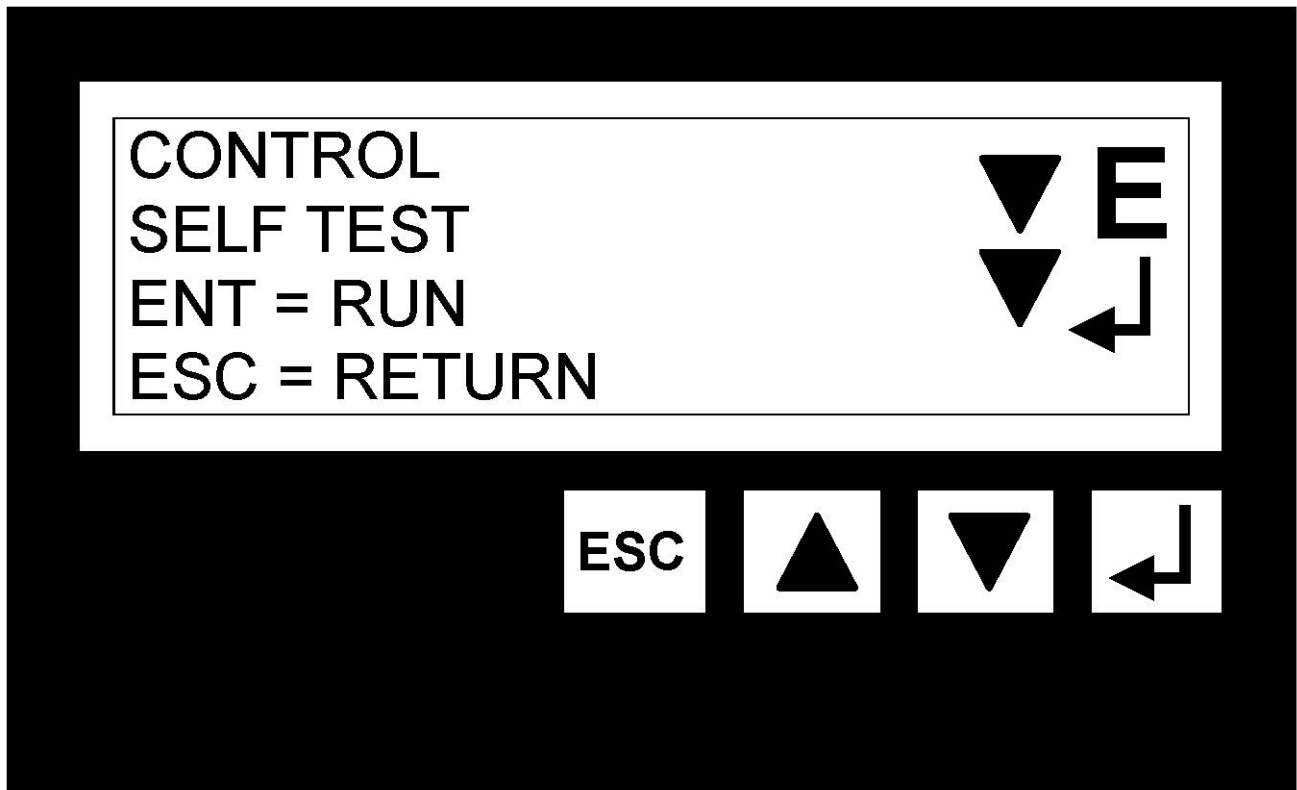 CONTROL
SELF TEST
ENT = RUN
ESC = RETURN
E
ESC